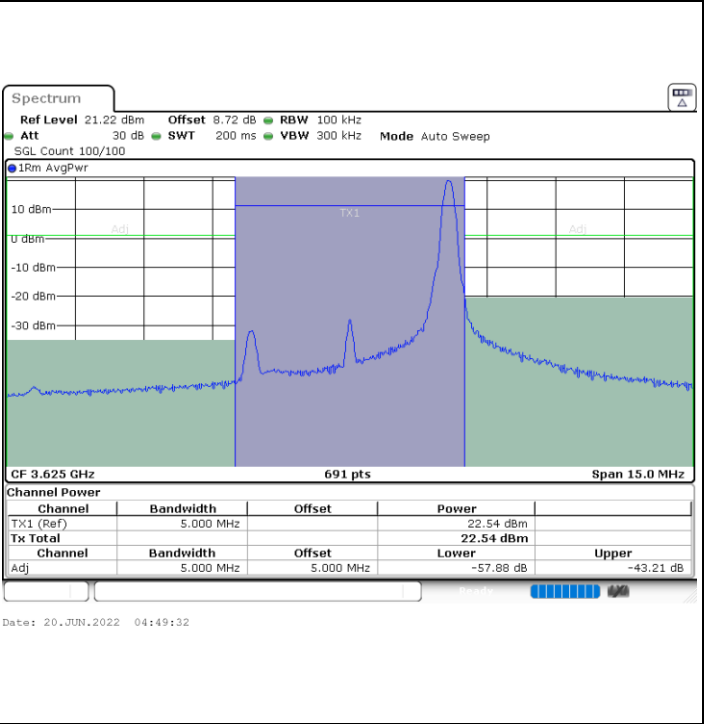 Spectrum
Ref Level 21.22 dBm Offset 8.72 dB RBW 100 kHz
Att 30 dB SWT 200 ms VBW 300 kHz Mode Auto Sweep
SGL Count 100/100
1Rm AvgPwr
10 dBm
TX1
Adj Adj
0 dBm
-10 dBm
-20 dBm
-30 dBm
CF 3.625 GHz 691 pts Span 15.0 MHz
Channel Power
Channel Bandwidth Offset Power
TX1 (Ref) 5.000 MHz 22.54 dBm
Tx Total 22.54 dBm
Channel Bandwidth Offset Lower Upper
Adj 5.000 MHz 5.000 MHz -57.88 dB -43.21 dB
Ready
Date: 20.JUN.2022 04:49:32